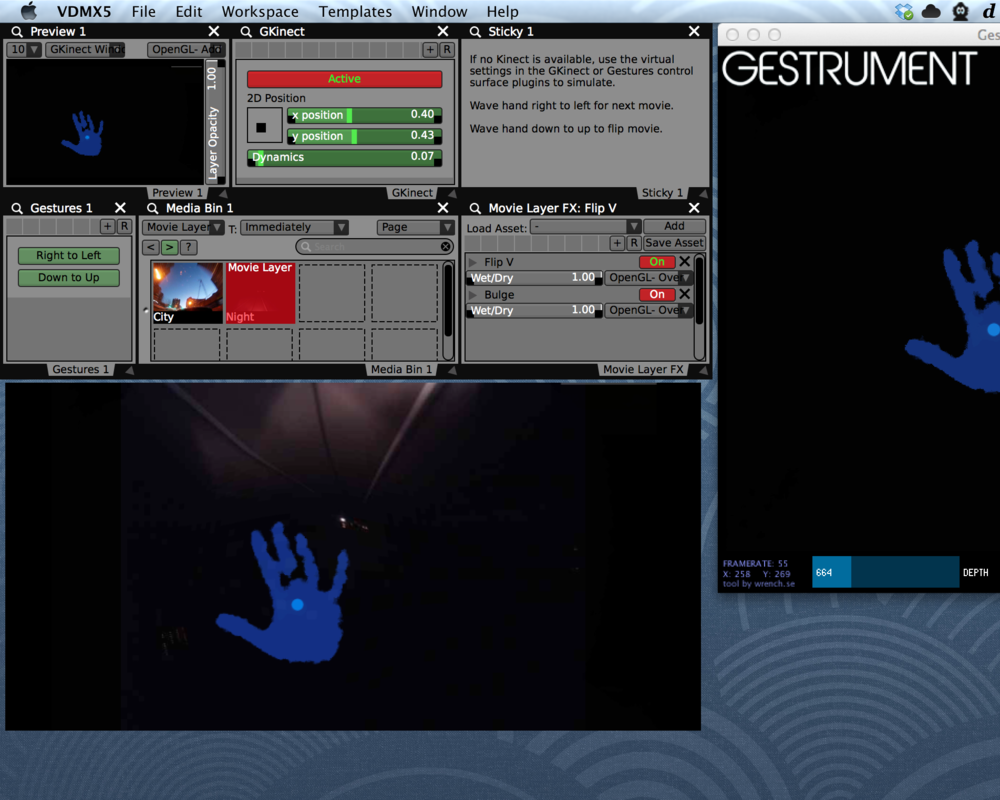 VDMX5 File Edit Workspace Templates Window Help
Preview 1
10
GKinect
OpenGL-
1.00
Layer Opacity
Preview 1
GKinect
+ R
Active
2D Position
x position 0.40
y position 0.43
Dynamics 0.07
GKinect
Sticky 1
If no Kinect is available, use the virtual
settings in the GKinect or Gestures control
surface plugins to simulate.
Wave hand right to left for next movie.
Wave hand down to up to flip movie.
Sticky 1
Gestures 1
+ R
Right to Left
Down to Up
Gestures 1
Media Bin 1
Movie Layer T: Immediately Page
< > ? Search
City
Movie Layer
Night
Media Bin 1
Movie Layer FX: Flip V
Load Asset: - Add
+ R Save Asset
Flip V On
Wet/Dry 1.00 OpenGL- Ove
Bulge On
Wet/Dry 1.00 OpenGL- Ove
Movie Layer FX
Ges
GESTRUMENT
FRAMERATE: 55
X: 258 Y: 269
tool by wrench.se
664
DEPTH